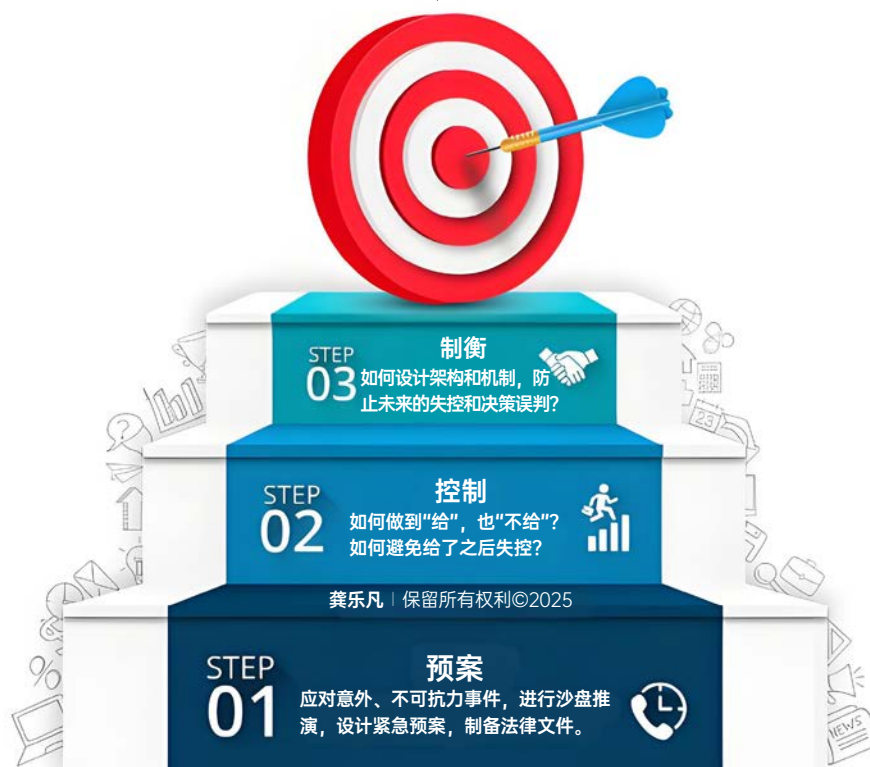 STEP
03
制衡
如何设计架构和机制，防
止未来的失控和决策误判？
23
STEP
02
控制
如何做到"给"，也"不给"？
如何避免给了之后失控？
龚乐凡 | 保留所有权利©2025
STEP
01
预案
应对意外、不可抗力事件，进行沙盘推
演，设计紧急预案，制备法律文件。
%
NEWS